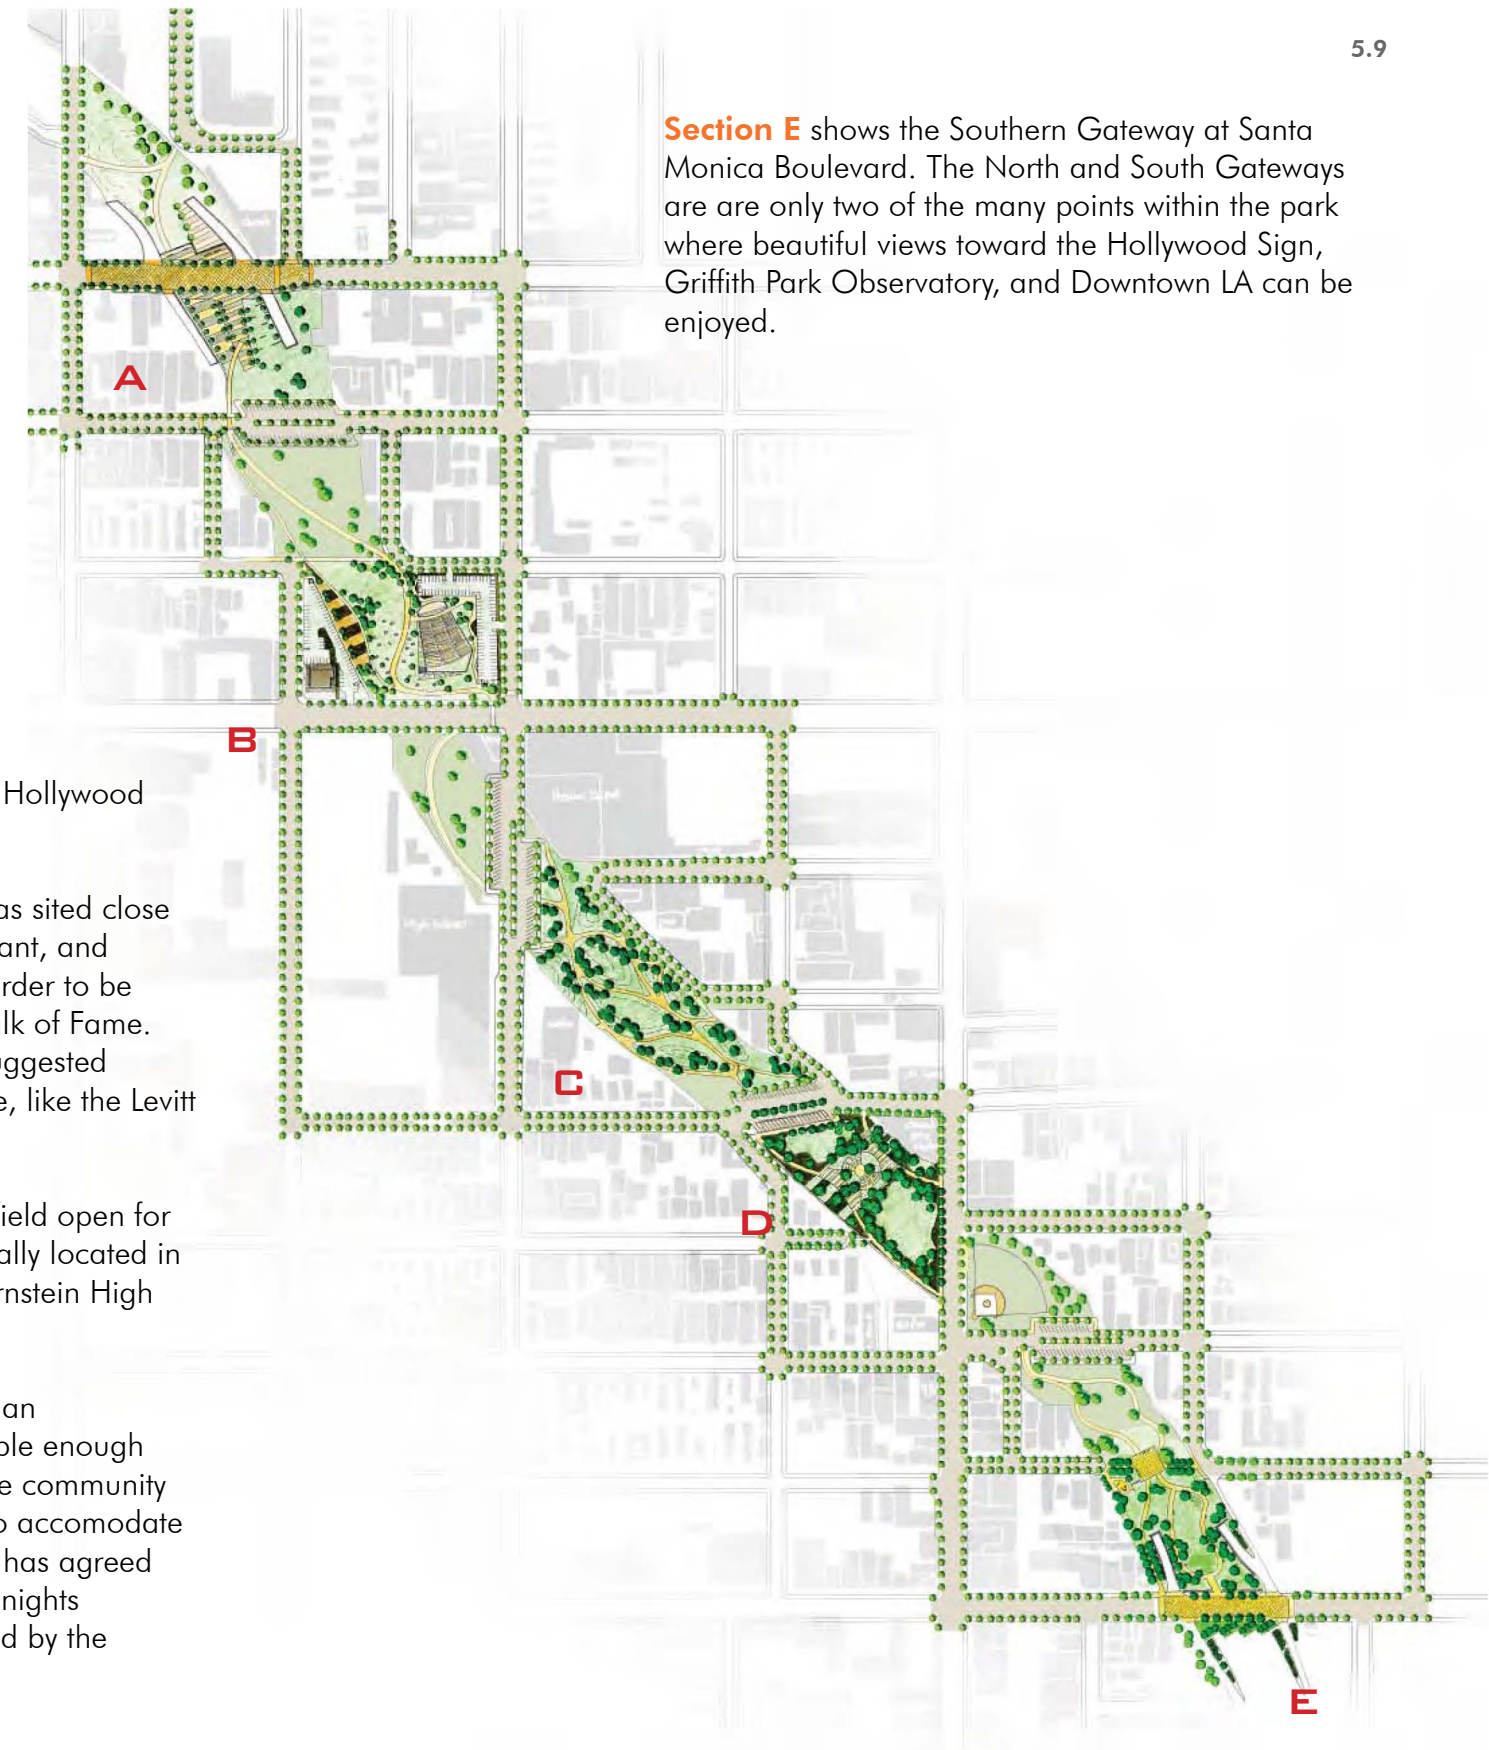 5.9
Section E shows the Southern Gateway at Santa
Monica Boulevard. The North and South Gateways
are are only two of the many points within the park
where beautiful views toward the Hollywood Sign,
Griffith Park Observatory, and Downtown LA can be
enjoyed.
A
B
Hollywood
as sited close
ant, and
rder to be
lk of Fame.
ggested
e, like the Levitt
ield open for
ally located in
rnstein High
an
ble enough
e community
o accomodate
has agreed
nights
d by the
Home Depot
High School
C
D
E